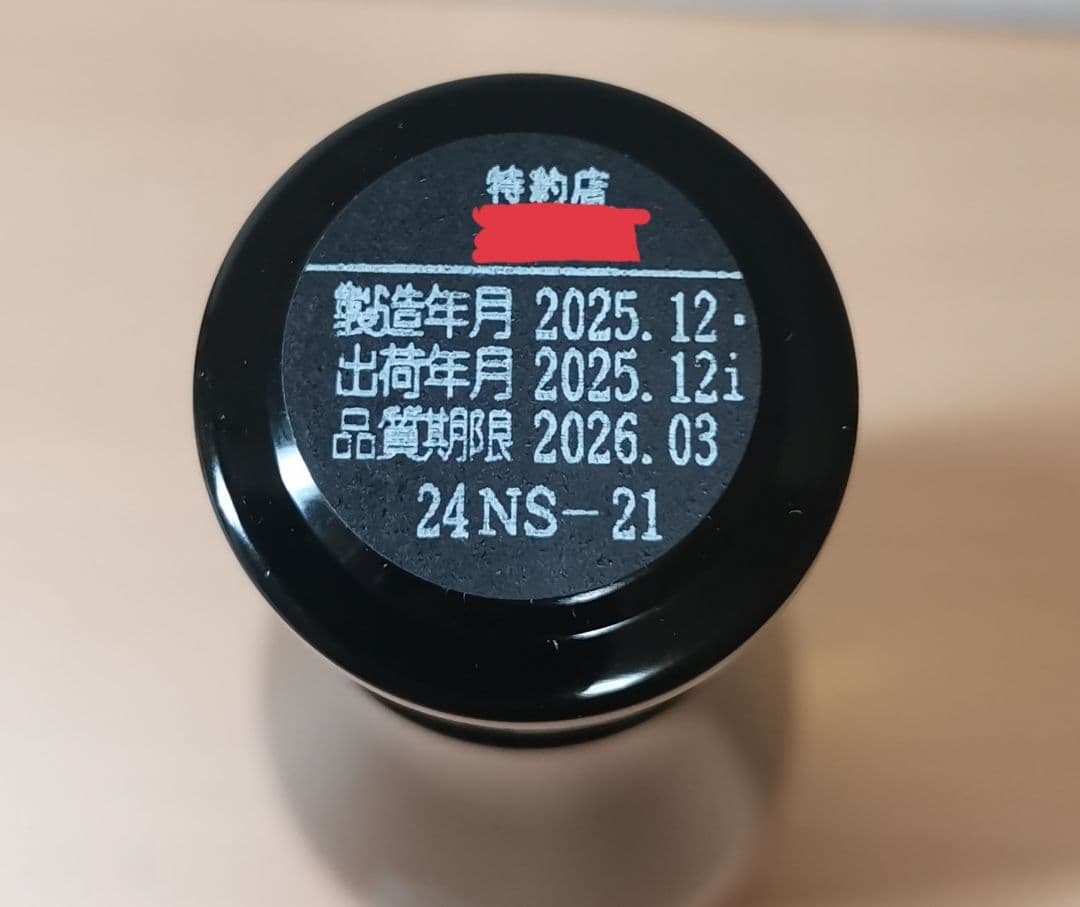 特約店
製造年月 2025.12・
出荷年月 2025.12i
品質期限 2026.03
24NS-21